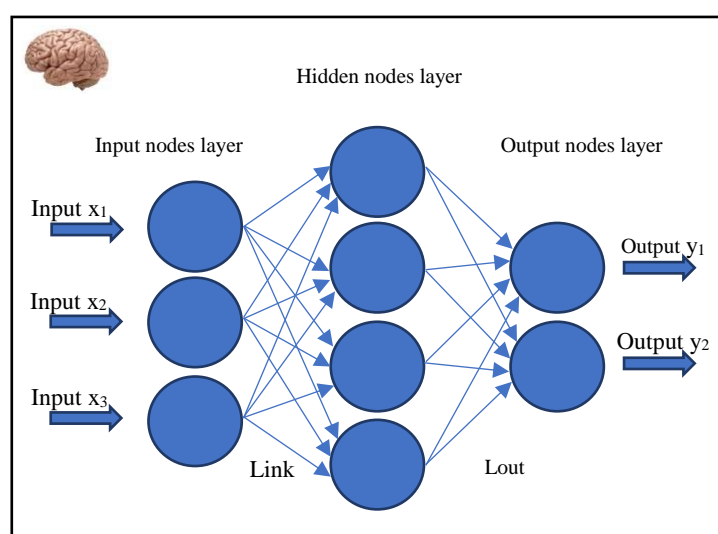 Hidden nodes layer
Input nodes layer
Output nodes layer
Input x₁
Input x₂
Input x₃
Output y₁
Output y₂
Link
Lout